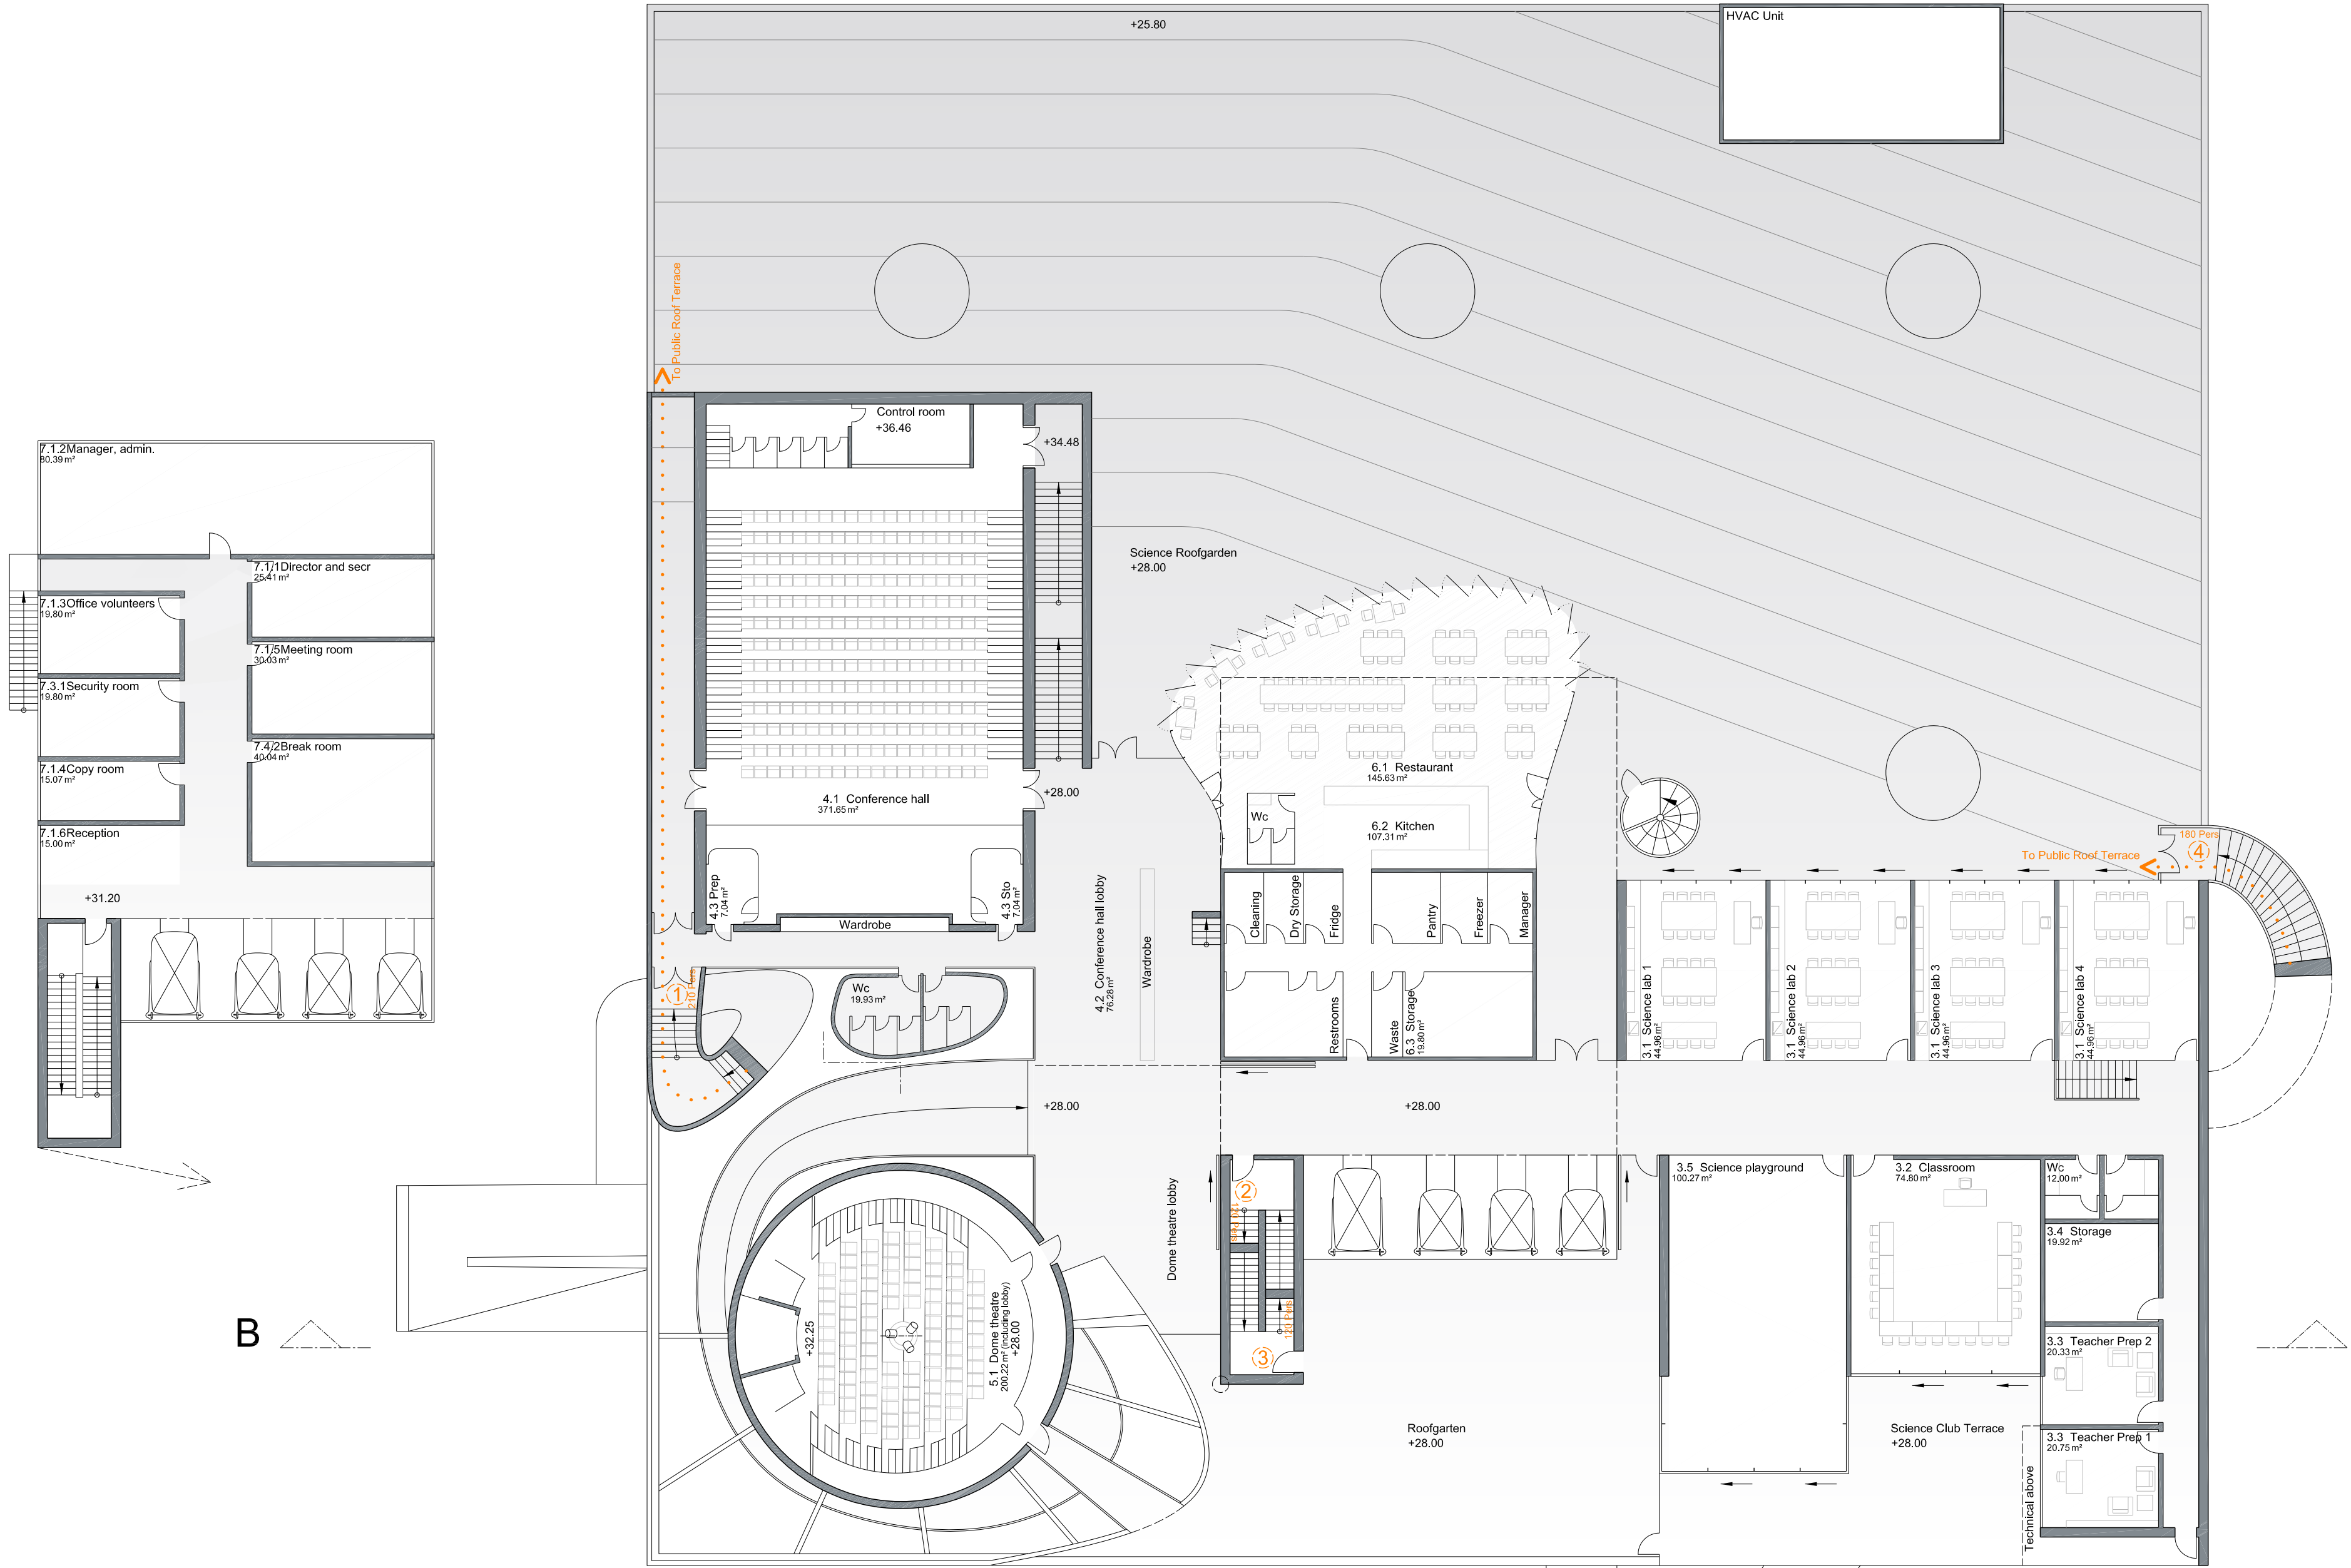 +25.80
HVAC Unit
To Public Roof Terrace
Control room
+36.46
+34.48
7.1.2Manager, admin.
80,39 m²
7.1.1Director and secr
25,41 m²
7.1.3Office volunteers
19,80 m²
7.1.5Meeting room
30.03 m²
7.3.1Security room
19.80 m²
7.4.2Break room
40.04 m²
7.1.4Copy room
15.07 m²
7.1.6Reception
15.00 m²
+31.20
Science Roofgarden
+28.00
4.1 Conference hall
371.65 m²
+28.00
4.3 Prep
7,04 m²
4.3 Sto
7,04 m²
Wardrobe
4.2 Conference hall lobby
76.28 m²
Wardrobe
6.1 Restaurant
145.63 m²
Wc
6.2 Kitchen
107,31 m²
Cleaning
Dry Storage
Fridge
Pantry
Freezer
Manager
Restrooms
Waste
6.3 Storage
19.80 m²
180 Pers
4
To Public Roof Terrace
3.1 Science lab 1
44.96 m²
3.1 Science lab 2
44.96 m²
3.1 Science lab 3
44.96 m²
3.1 Science lab 4
44.96 m²
1
210 Pers
Wc
19,93 m²
+28.00
+28.00
Dome theatre lobby
2
120 Pers
120 Pers
3
3.5 Science playground
100.27 m²
3.2 Classroom
74.80 m²
Wc
12,00 m²
3.4 Storage
19.92 m²
3.3 Teacher Prep 2
20.33 m²
3.3 Teacher Prep 1
20.75 m²
B
+32.25
5.1 Dome theatre
200,22 m² (including lobby)
+28.00
Roofgarten
+28.00
Science Club Terrace
+28.00
Technical above